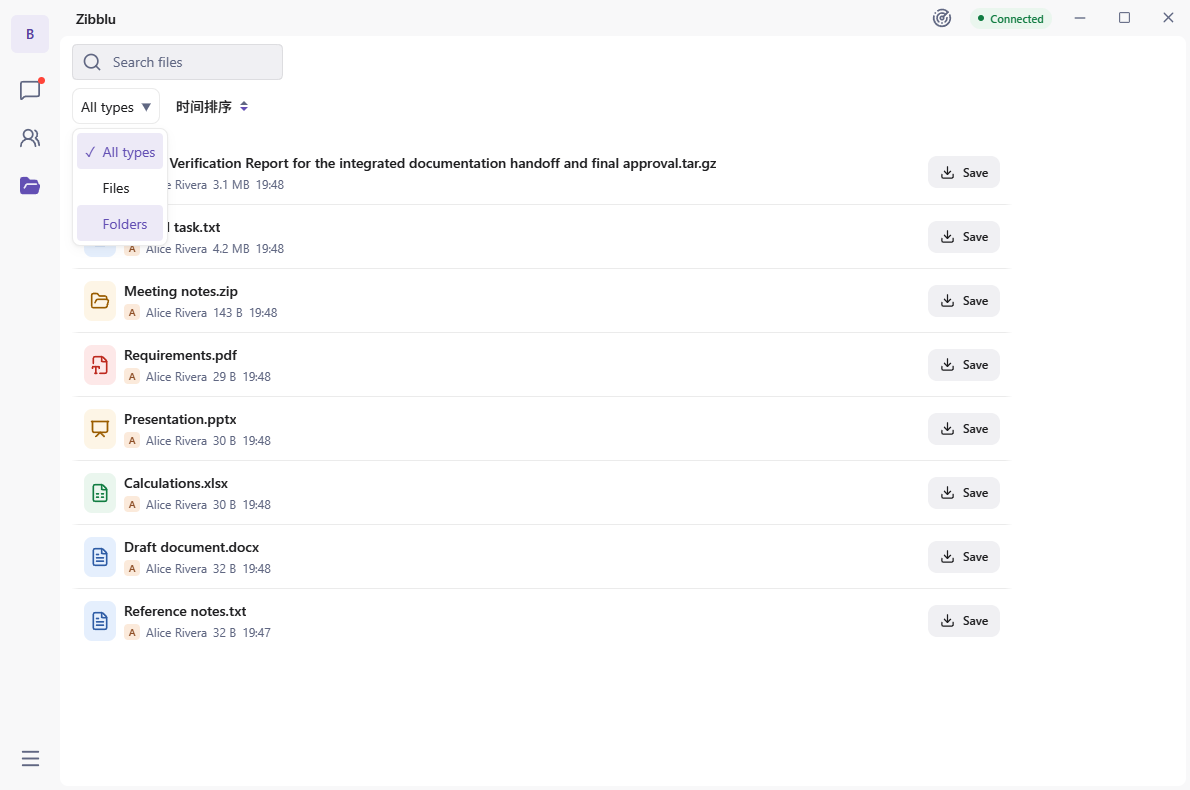 B
Zibblu
Connected
Search files
All types ▼
时间排序
✓ All types
Files
Folders
Verification Report for the integrated documentation handoff and final approval.tar.gz
Rivera 3.1 MB 19:48
Save
task.txt
A Alice Rivera 4.2 MB 19:48
Save
Meeting notes.zip
A Alice Rivera 143 B 19:48
Save
Requirements.pdf
A Alice Rivera 29 B 19:48
Save
Presentation.pptx
A Alice Rivera 30 B 19:48
Save
Calculations.xlsx
A Alice Rivera 30 B 19:48
Save
Draft document.docx
A Alice Rivera 32 B 19:48
Save
Reference notes.txt
A Alice Rivera 32 B 19:47
Save